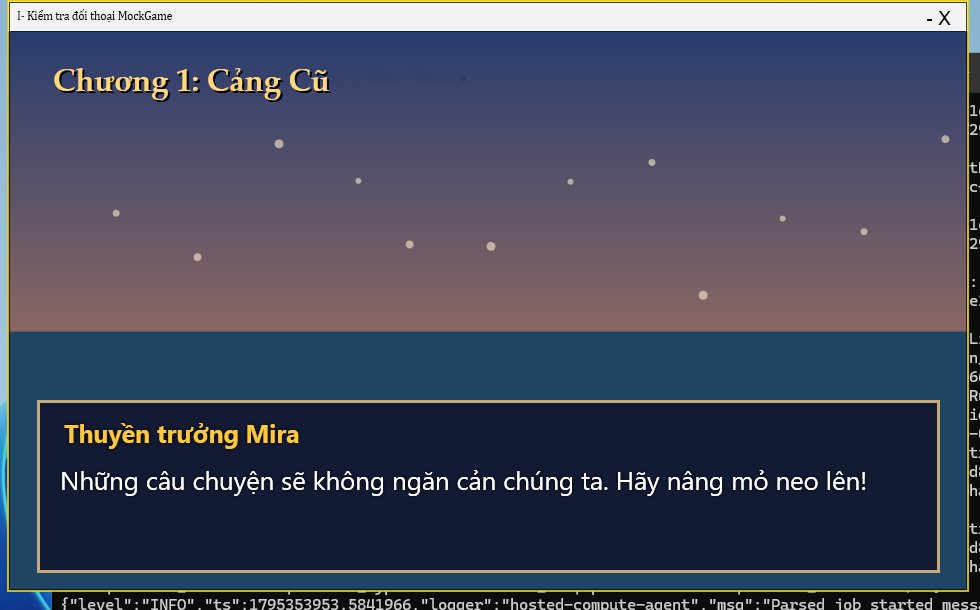 I- Kiểm tra đối thoại MockGame
- X
Chương 1: Cảng Cũ
Thuyền trưởng Mira
Những câu chuyện sẽ không ngăn cản chúng ta. Hãy nâng mỏ neo lên!
{"level":"INFO","ts":1795353953.5841966,"logger":"hosted-compute-agent","msg":"Parsed job started